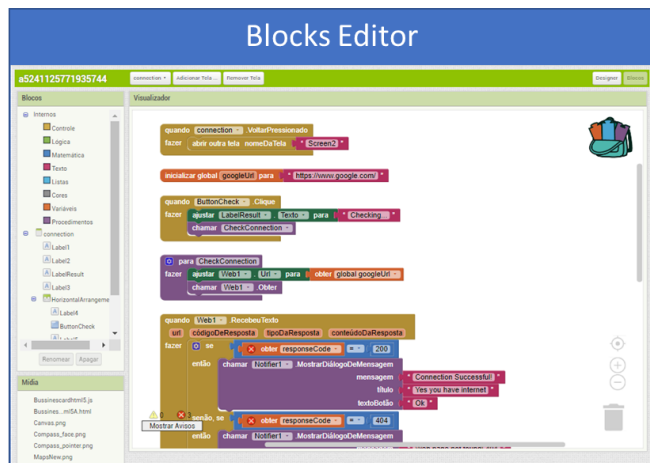 Blocks Editor
a5241125771935744
connection
Adicionar Tela ...
Remover Tela
Designer
Blocos
Blocos
Visualizador
Internos
Controle
Lógica
Matemática
Texto
Listas
Cores
Variáveis
Procedimentos
connection
Label1
Label2
LabelResult
Label3
HorizontalArrangeme
Label4
ButtonCheck
Renomear
Apagar
Mídia
Bussinescardhtml5.js
Bussines...ml5A.html
Canvas.png
Compass_face.png
Compass_pointer.png
MapsNew.png
quando connection .VoltarPressionado
fazer abrir outra tela nomeDaTela " Screen2 "
inicializar global googleUrl para " https://www.google.com/ "
quando ButtonCheck .Clique
fazer ajustar LabelResult . Texto para " Checking... "
chamar CheckConnection
para CheckConnection
fazer ajustar Web1 . Url para obter global googleUrl
chamar Web1 .Obter
quando Web1 .RecebeuTexto
url códigoDeResposta tipoDaResposta conteúdoDaResposta
fazer se obter responseCode = 200
então chamar Notifier1 .MostrarDiálogoDeMensagem
mensagem " Connection Successful! "
título " Yes you have internet "
textoBotão " Ok "
0 3
Mostrar Avisos
senão, se obter responseCode = 404
então chamar Notifier1 .MostrarDiálogoDeMensagem